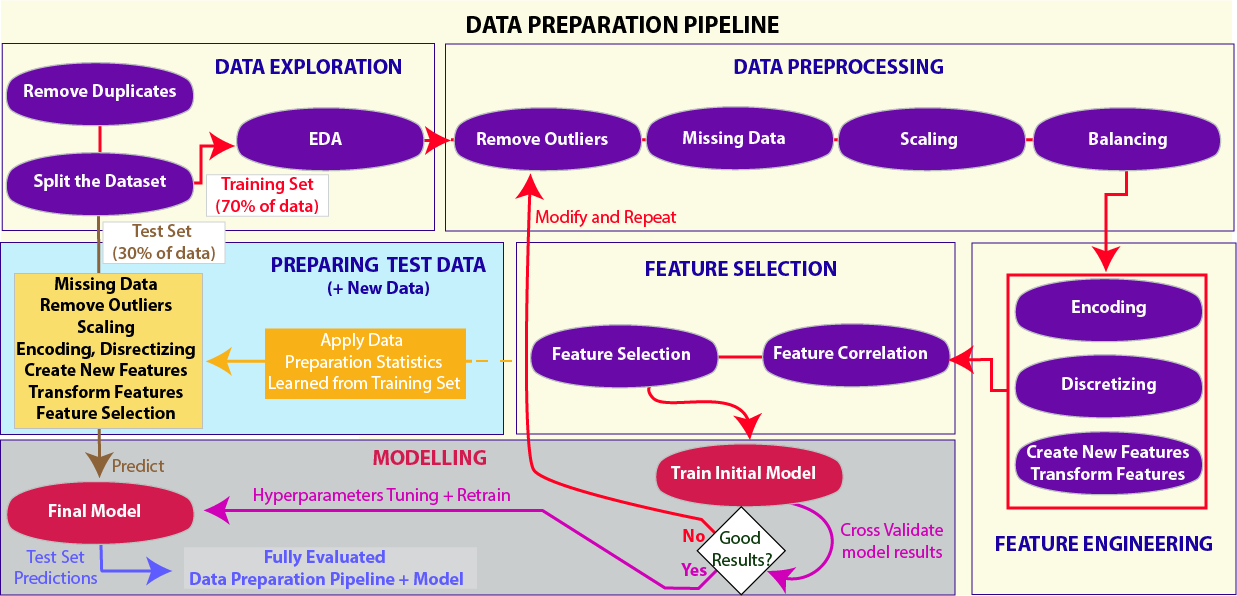 DATA PREPARATION PIPELINE
DATA EXPLORATION
Remove Duplicates
Split the Dataset
EDA
Training Set
(70% of data)
Test Set
(30% of data)
DATA PREPROCESSING
Remove Outliers
Missing Data
Scaling
Balancing
Modify and Repeat
PREPARING TEST DATA
(+ New Data)
Missing Data
Remove Outliers
Scaling
Encoding, Disrectizing
Create New Features
Transform Features
Feature Selection
Apply Data
Preparation Statistics
Learned from Training Set
FEATURE SELECTION
Feature Selection
Feature Correlation
Encoding
Discretizing
Create New Features
Transform Features
FEATURE ENGINEERING
MODELLING
Predict
Final Model
Hyperparameters Tuning + Retrain
Train Initial Model
No
Good
Results?
Yes
Cross Validate
model results
Test Set
Predictions
Fully Evaluated
Data Preparation Pipeline + Model